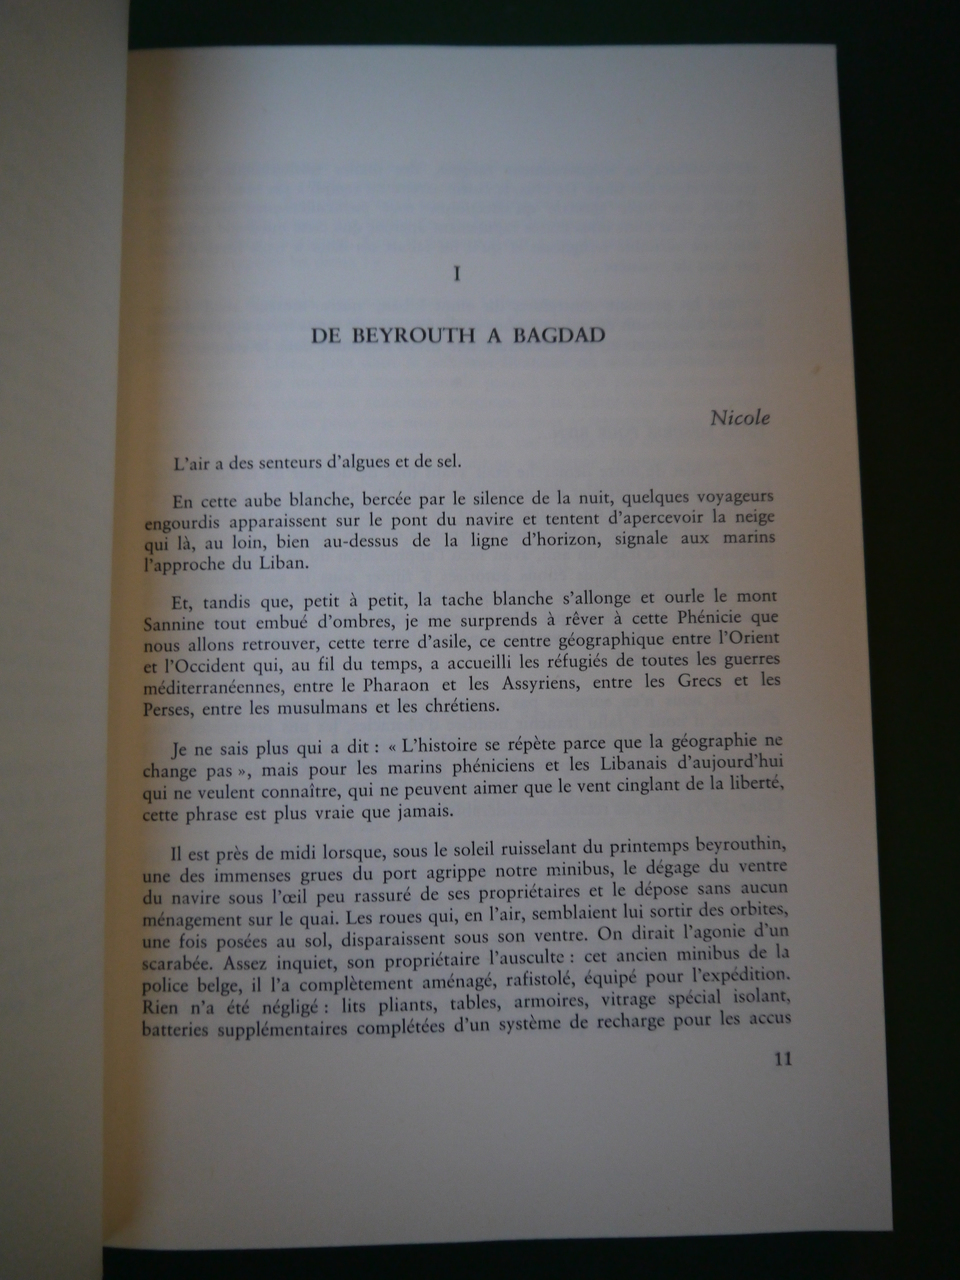 I
DE BEYROUTH A BAGDAD
Nicole
L'air a des senteurs d'algues et de sel.
En cette aube blanche, bercée par le silence de la nuit, quelques voyageurs
engourdis apparaissent sur le pont du navire et tentent d'apercevoir la neige
qui là, au loin, bien au-dessus de la ligne d'horizon, signale aux marins
l'approche du Liban.
Et, tandis que, petit à petit, la tache blanche s'allonge et ourle le mont
Sannine tout embué d'ombres, je me surprends à rêver à cette Phénicie que
nous allons retrouver, cette terre d'asile, ce centre géographique entre l'Orient
et l'Occident qui, au fil du temps, a accueilli les réfugiés de toutes les guerres
méditerranéennes, entre le Pharaon et les Assyriens, entre les Grecs et les
Perses, entre les musulmans et les chrétiens.
Je ne sais plus qui a dit : « L'histoire se répète parce que la géographie ne
change pas », mais pour les marins phéniciens et les Libanais d'aujourd'hui
qui ne veulent connaître, qui ne peuvent aimer que le vent cinglant de la liberté,
cette phrase est plus vraie que jamais.
Il est près de midi lorsque, sous le soleil ruisselant du printemps beyrouthin,
une des immenses grues du port agrippe notre minibus, le dégage du ventre
du navire sous l'œil peu rassuré de ses propriétaires et le dépose sans aucun
ménagement sur le quai. Les roues qui, en l'air, semblaient lui sortir des orbites,
une fois posées au sol, disparaissent sous son ventre. On dirait l'agonie d'un
scarabée. Assez inquiet, son propriétaire l'ausculte : cet ancien minibus de la
police belge, il l'a complètement aménagé, rafistolé, équipé pour l'expédition.
Rien n'a été négligé : lits pliants, tables, armoires, vitrage spécial isolant,
batteries supplémentaires complétées d'un système de recharge pour les accus
11